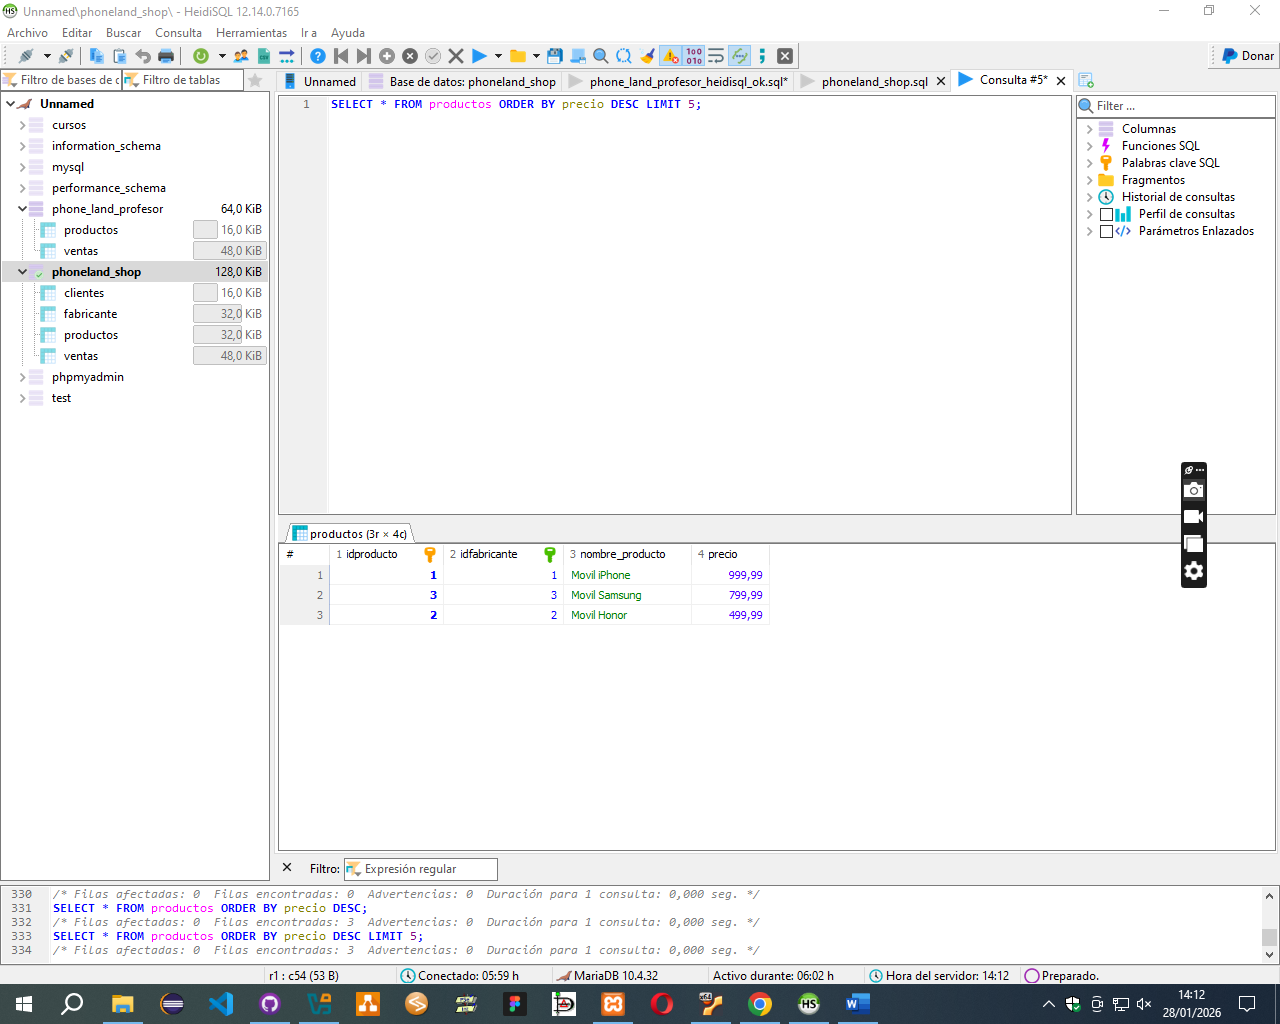 Unnamed\phoneland_shop\ - HeidiSQL 12.14.0.7165
Archivo Editar Buscar Consulta Herramientas Ir a Ayuda
Donar
Filtro de bases de d Filtro de tablas
Unnamed Base de datos: phoneland_shop phone_land_profesor_heidisql_ok.sql* phoneland_shop.sql Consulta #5*
Unnamed
cursos
information_schema
mysql
performance_schema
phone_land_profesor 64,0 KiB
productos 16,0 KiB
ventas 48,0 KiB
phoneland_shop 128,0 KiB
clientes 16,0 KiB
fabricante 32,0 KiB
productos 32,0 KiB
ventas 48,0 KiB
phpmyadmin
test
1 SELECT * FROM productos ORDER BY precio DESC LIMIT 5;
Filter ...
Columnas
Funciones SQL
Palabras clave SQL
Fragmentos
Historial de consultas
Perfil de consultas
Parámetros Enlazados
productos (3r × 4c)
# 1 idproducto 2 idfabricante 3 nombre_producto 4 precio
1 1 1 Movil iPhone 999,99
2 3 3 Movil Samsung 799,99
3 2 2 Movil Honor 499,99
Filtro: Expresión regular
330 /* Filas afectadas: 0 Filas encontradas: 0 Advertencias: 0 Duración para 1 consulta: 0,000 seg. */
331 SELECT * FROM productos ORDER BY precio DESC;
332 /* Filas afectadas: 0 Filas encontradas: 3 Advertencias: 0 Duración para 1 consulta: 0,000 seg. */
333 SELECT * FROM productos ORDER BY precio DESC LIMIT 5;
334 /* Filas afectadas: 0 Filas encontradas: 3 Advertencias: 0 Duración para 1 consulta: 0,000 seg. */
r1 : c54 (53 B) Conectado: 05:59 h MariaDB 10.4.32 Activo durante: 06:02 h Hora del servidor: 14:12 Preparado.
14:12
28/01/2026